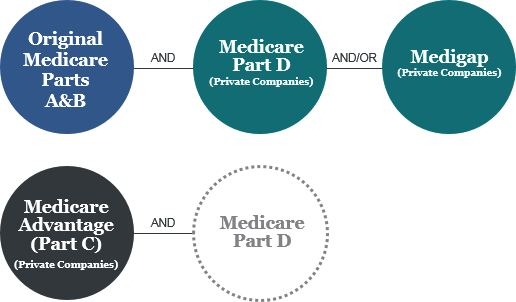 Original
Medicare
Parts
A&B
AND
Medicare
Part D
(Private Companies)
AND/OR
Medigap
(Private Companies)
Medicare
Advantage
(Part C)
(Private Companies)
AND
Medicare
Part D